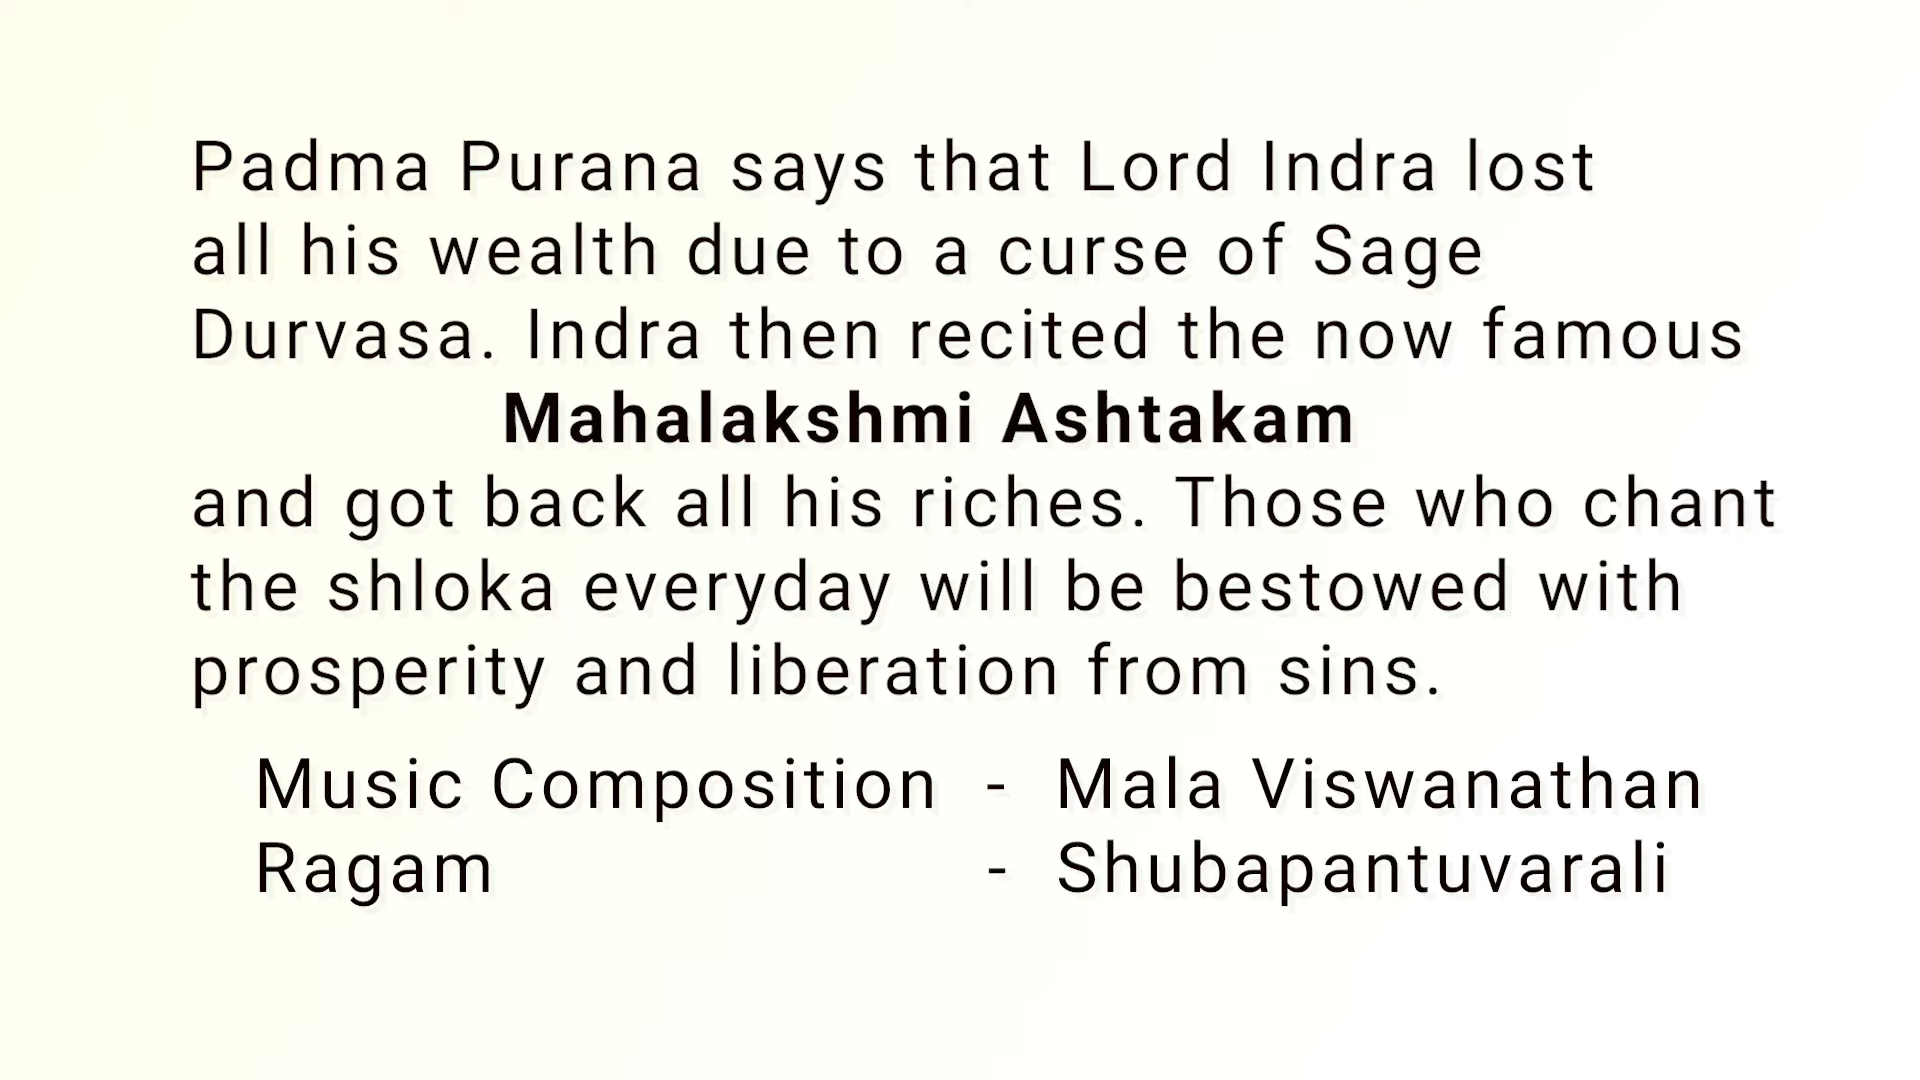 Padma Purana says that Lord Indra lost
all his wealth due to a curse of Sage
Durvasa. Indra then recited the now famous
Mahalakshmi Ashtakam
and got back all his riches. Those who chant
the shloka everyday will be bestowed with
prosperity and liberation from sins.
Music Composition - Mala Viswanathan
Ragam - Shubapantuvarali